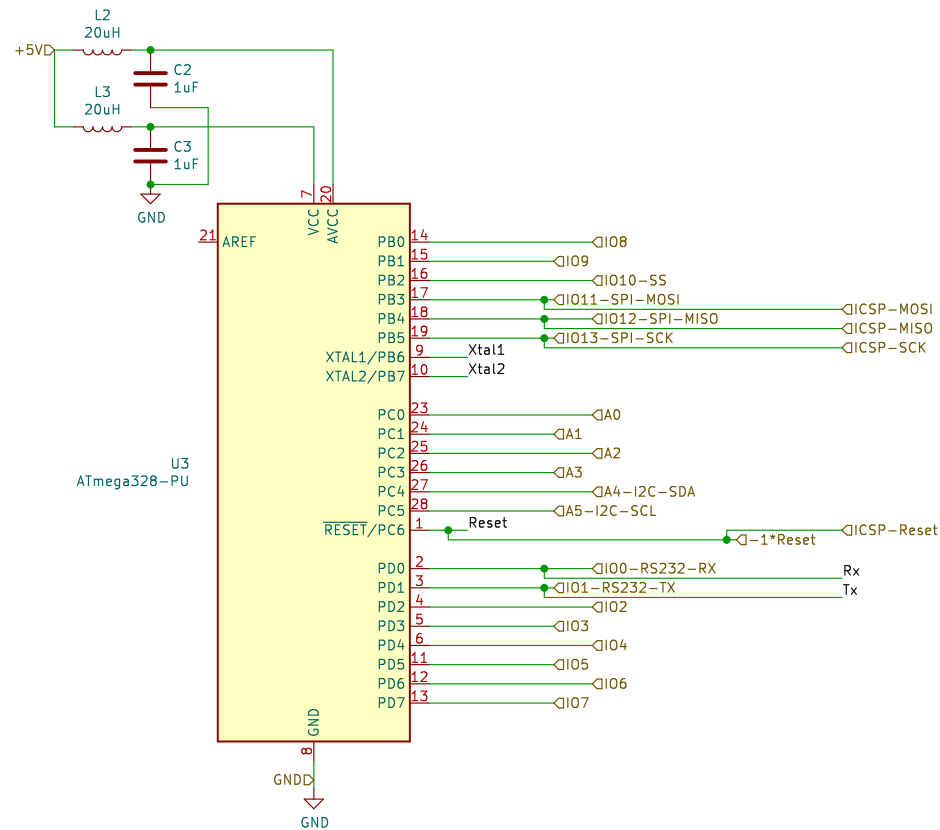 L2
20uH
+5V
C2
1uF
L3
20uH
C3
1uF
GND
7
20
VCC
AVCC
21 AREF
PB0 14 IO8
PB1 15 IO9
PB2 16 IO10-SS
PB3 17 IO11-SPI-MOSI
ICSP-MOSI
PB4 18 IO12-SPI-MISO
ICSP-MISO
PB5 19 IO13-SPI-SCK
ICSP-SCK
XTAL1/PB6 9 Xtal1
XTAL2/PB7 10 Xtal2
PC0 23 A0
PC1 24 A1
PC2 25 A2
PC3 26 A3
PC4 27 A4-I2C-SDA
PC5 28 A5-I2C-SCL
U3
ATmega328-PU
RESET/PC6 1 Reset
ICSP-Reset
-1*Reset
PD0 2 IO0-RS232-RX
Rx
PD1 3 IO1-RS232-TX
Tx
PD2 4 IO2
PD3 5 IO3
PD4 6 IO4
PD5 11 IO5
PD6 12 IO6
PD7 13 IO7
GND
8
GND
GND